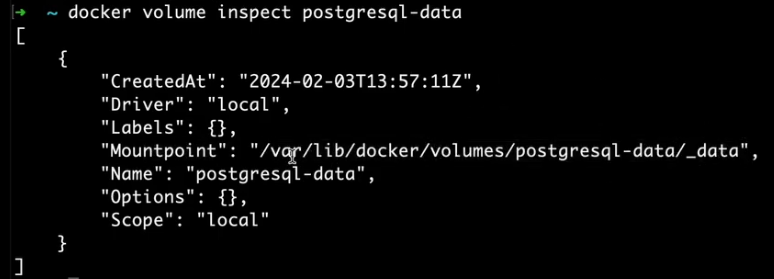 ➜  ~ docker volume inspect postgresql-data
[
    {
        "CreatedAt": "2024-02-03T13:57:11Z",
        "Driver": "local",
        "Labels": {},
        "Mountpoint": "/var/lib/docker/volumes/postgresql-data/_data",
        "Name": "postgresql-data",
        "Options": {},
        "Scope": "local"
    }
]